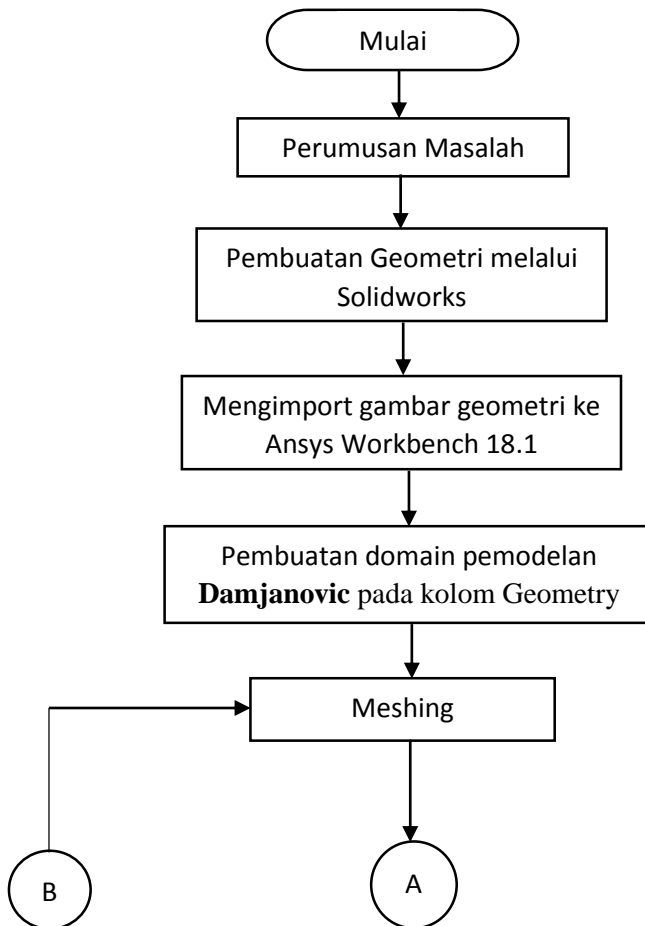 Mulai
Perumusan Masalah
Pembuatan Geometri melalui
Solidworks
Mengimport gambar geometri ke
Ansys Workbench 18.1
Pembuatan domain pemodelan
Damjanovic pada kolom Geometry
Meshing
B
A